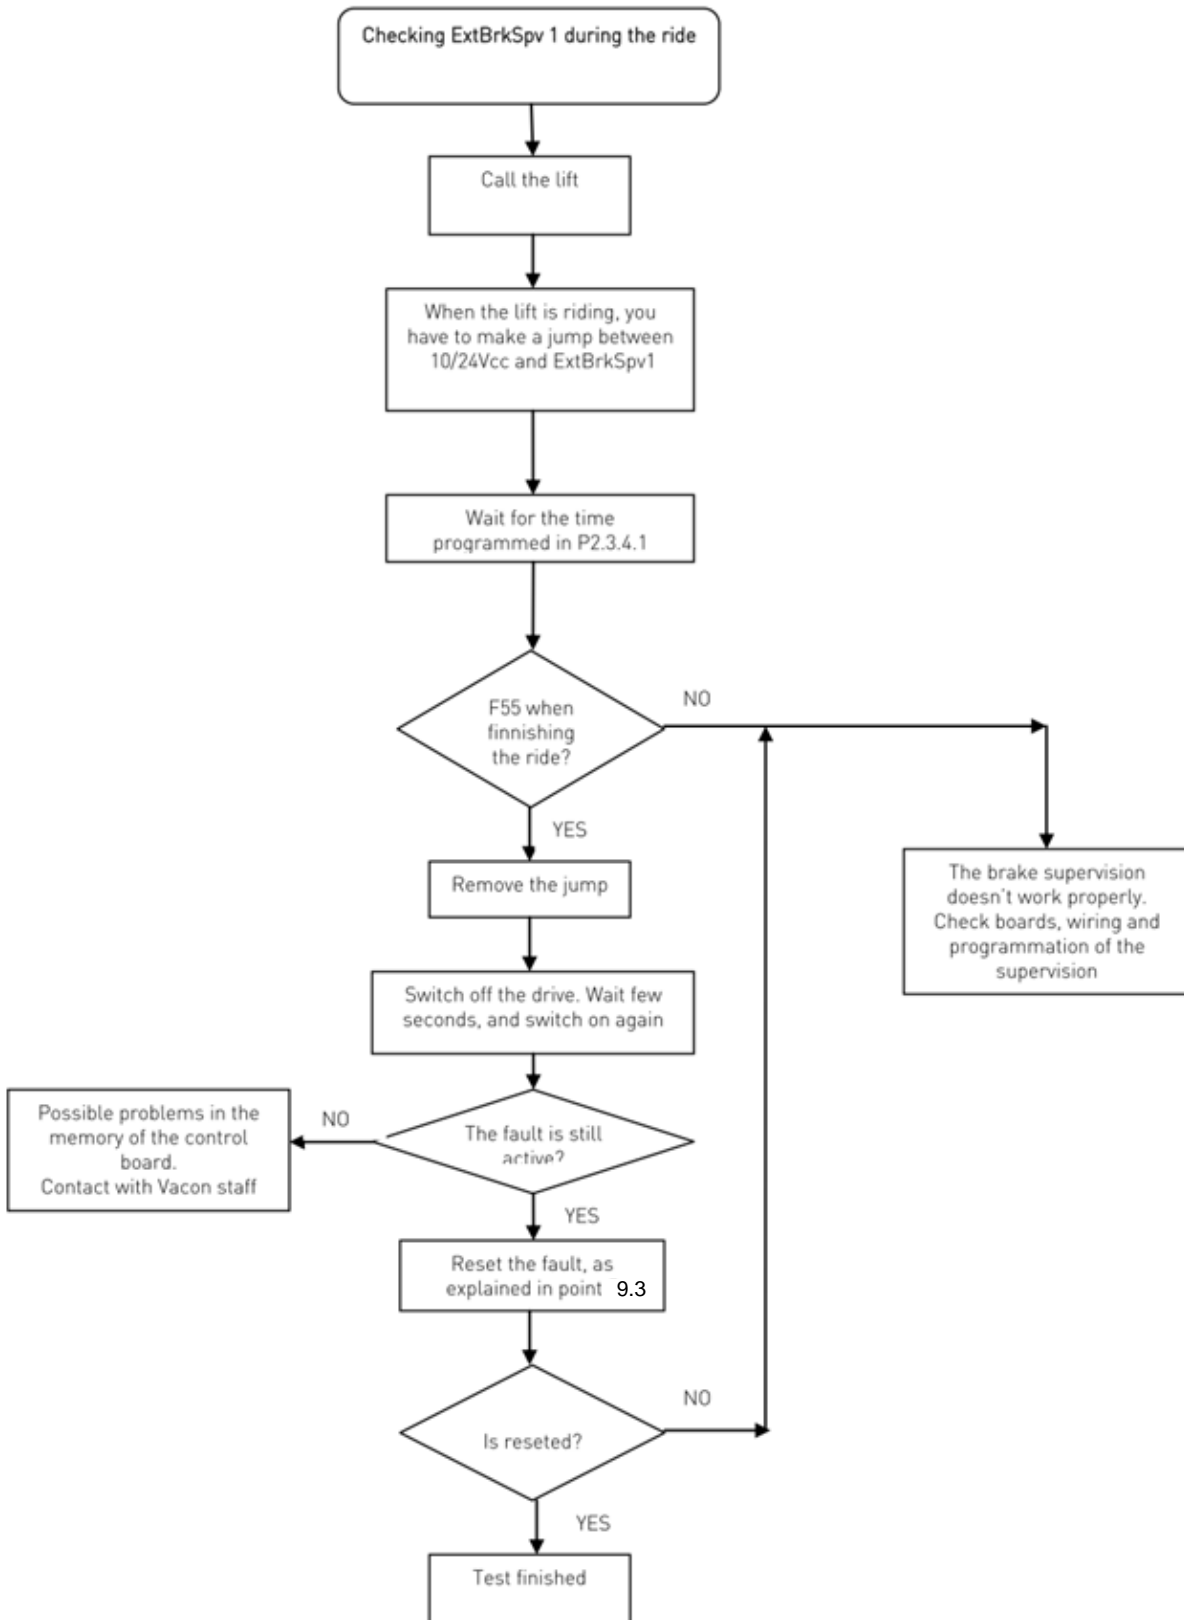 Checking ExtBrkSpv 1 during the ride
Call the lift
When the lift is riding, you
have to make a jump between
10/24Vcc and ExtBrkSpv1
Wait for the time
programmed in P2.3.4.1
F55 when
finnishing
the ride?
NO
YES
Remove the jump
The brake supervision
doesn't work properly.
Check boards, wiring and
programmation of the
supervision
Switch off the drive. Wait few
seconds, and switch on again
The fault is still
active?
NO
Possible problems in the
memory of the control
board.
Contact with Vacon staff
YES
Reset the fault, as
explained in point 9.3
Is reseted?
NO
YES
Test finished